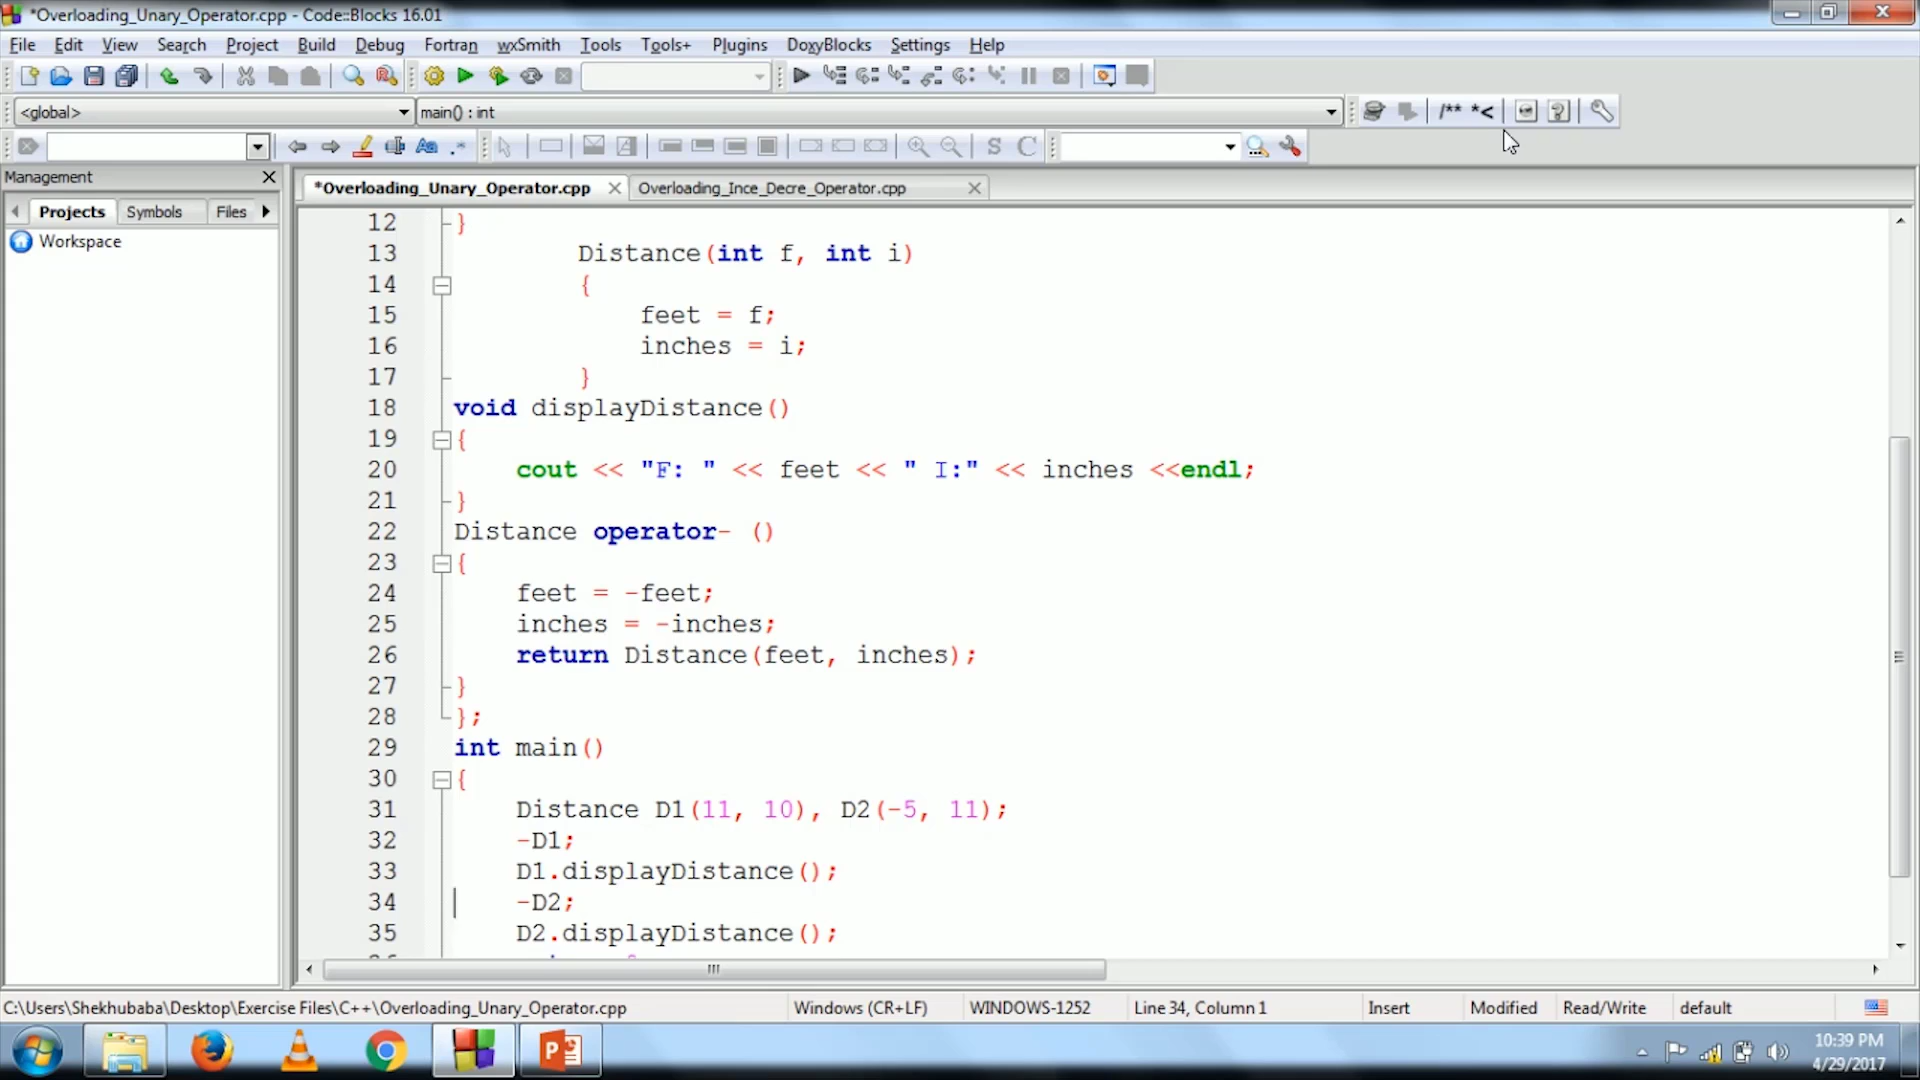 *Overloading_Unary_Operator.cpp - Code::Blocks 16.01
File Edit View Search Project Build Debug Fortran wxSmith Tools Tools+ Plugins DoxyBlocks Settings Help
<global> main() : int /** *<
Management
*Overloading_Unary_Operator.cpp Overloading_Ince_Decre_Operator.cpp
Projects Symbols Files
Workspace
12 }
13 Distance(int f, int i)
14 {
15 feet = f;
16 inches = i;
17 }
18 void displayDistance()
19 {
20 cout << "F: " << feet << " I:" << inches <<endl;
21 }
22 Distance operator- ()
23 {
24 feet = -feet;
25 inches = -inches;
26 return Distance(feet, inches);
27 }
28 };
29 int main()
30 {
31 Distance D1(11, 10), D2(-5, 11);
32 -D1;
33 D1.displayDistance();
34 -D2;
35 D2.displayDistance();
C:\Users\Shekhubaba\Desktop\Exercise Files\C++\Overloading_Unary_Operator.cpp Windows (CR+LF) WINDOWS-1252 Line 34, Column 1 Insert Modified Read/Write default
10:39 PM
4/29/2017